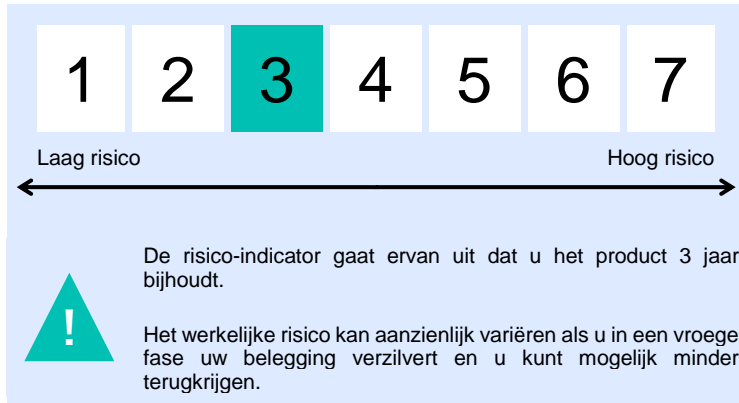 1 2 3 4 5 6 7
Laag risico Hoog risico
De risico-indicator gaat ervan uit dat u het product 3 jaar
bijhoudt.
!
Het werkelijke risico kan aanzienlijk variëren als u in een vroege
fase uw belegging verzilvert en u kunt mogelijk minder
terugkrijgen.